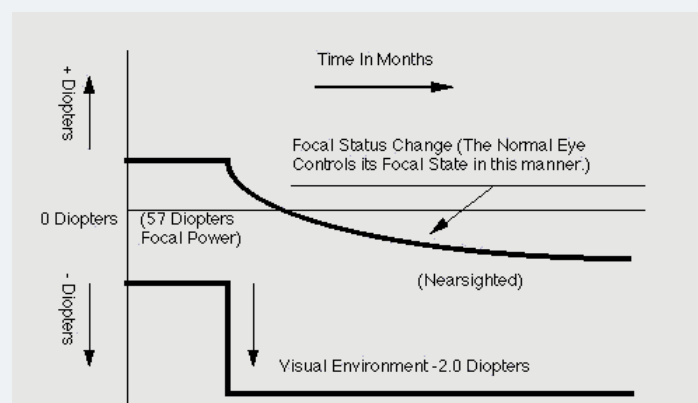 Time In Months
+ Diopters
Focal Status Change (The Normal Eye
Controls its Focal State in this manner.)
0 Diopters
(57 Diopters
Focal Power)
(Nearsighted)
- Diopters
Visual Environment -2.0 Diopters